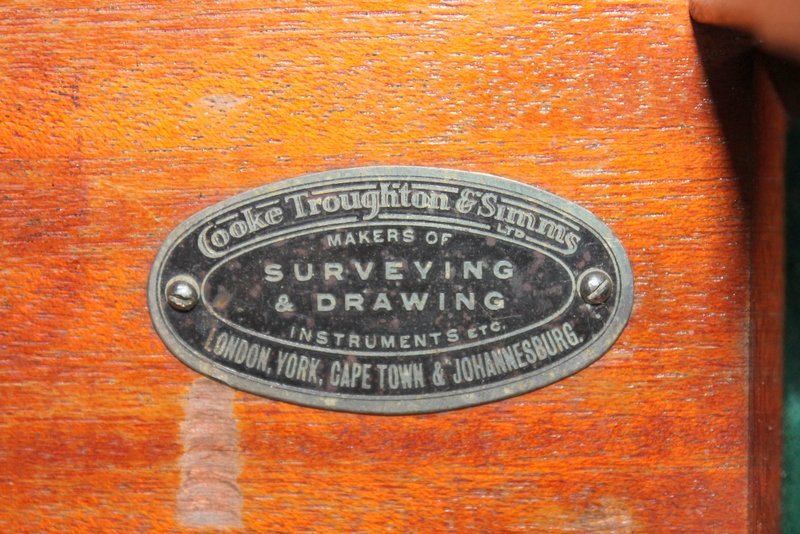 Cooke Troughton & Simms
LTD
MAKERS OF
SURVEYING
& DRAWING
INSTRUMENTS ETC.
LONDON, YORK, CAPE TOWN & JOHANNESBURG.